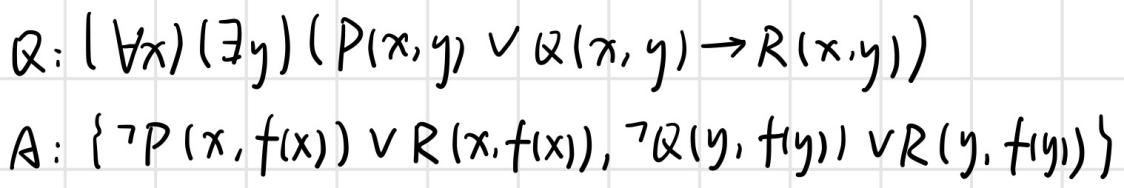 Q: (∀x)(∃y)(P(x,y) ∨ Q(x,y) → R(x,y))
A: {¬P(x,f(x)) ∨ R(x,f(x)), ¬Q(y,f(y)) ∨ R(y,f(y))}